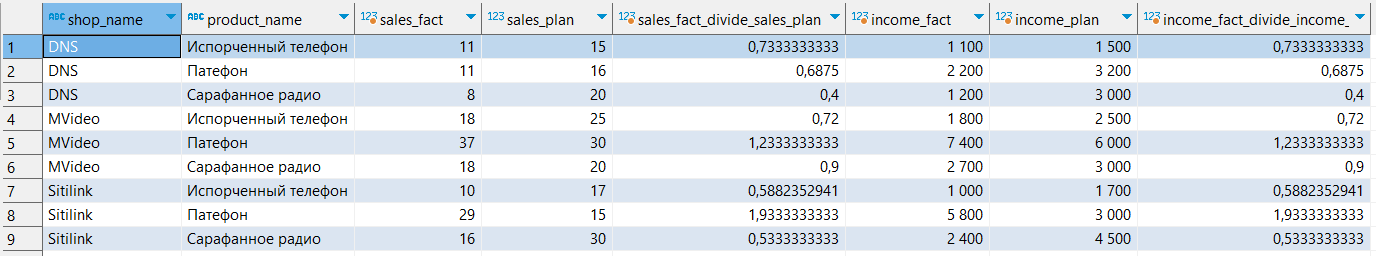 ABC shop_name ABC product_name 123 sales_fact 123 sales_plan 123 sales_fact_divide_sales_plan 123 income_fact 123 income_plan 123 income_fact_divide_income_
1 DNS Испорченный телефон 11 15 0,7333333333 1 100 1 500 0,7333333333
2 DNS Патефон 11 16 0,6875 2 200 3 200 0,6875
3 DNS Сарафанное радио 8 20 0,4 1 200 3 000 0,4
4 MVideo Испорченный телефон 18 25 0,72 1 800 2 500 0,72
5 MVideo Патефон 37 30 1,2333333333 7 400 6 000 1,2333333333
6 MVideo Сарафанное радио 18 20 0,9 2 700 3 000 0,9
7 Sitilink Испорченный телефон 10 17 0,5882352941 1 000 1 700 0,5882352941
8 Sitilink Патефон 29 15 1,9333333333 5 800 3 000 1,9333333333
9 Sitilink Сарафанное радио 16 30 0,5333333333 2 400 4 500 0,5333333333